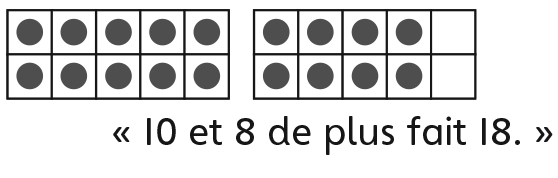 « 10 et 8 de plus fait 18. »